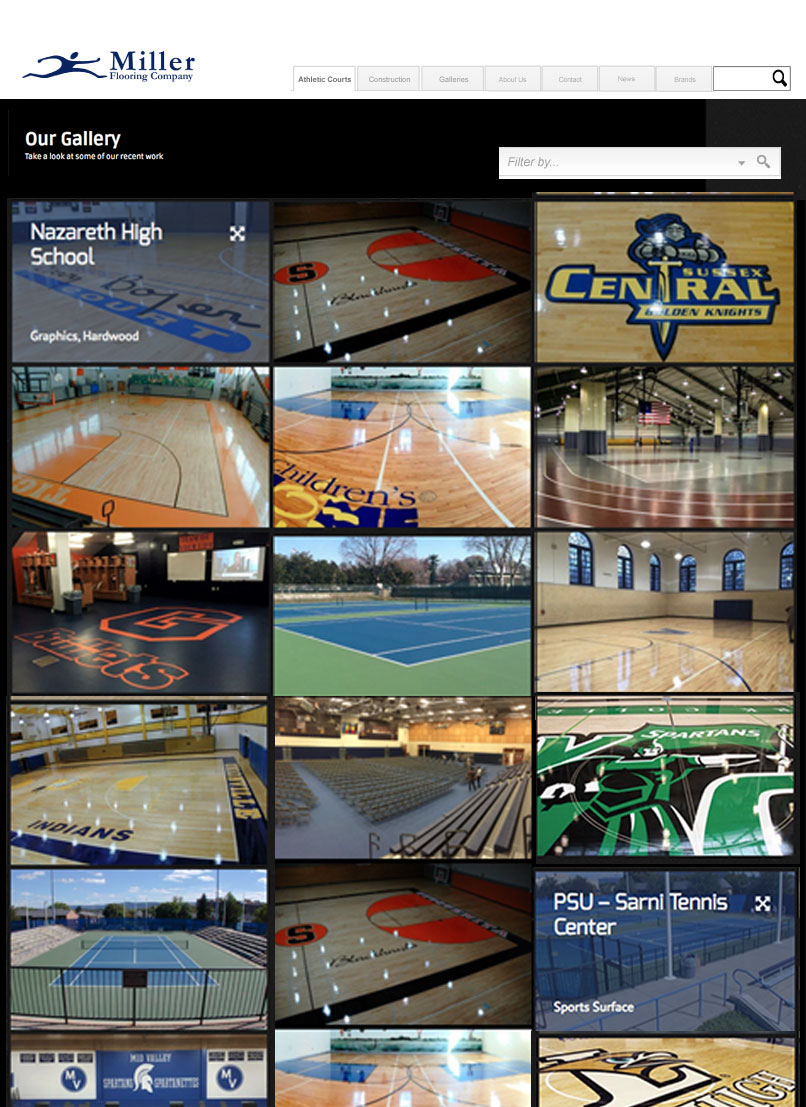 Miller
Flooring Company
Athletic Courts
Construction
Galleries
About Us
Contact
News
Brands
Our Gallery
Take a look at some of our recent work
Filter by...
Nazareth High
School
Graphics, Hardwood
S
SUSSEX
CENTRAL
GOLDEN KNIGHTS
Children's
G
Bullets
INDIANS
SPARTANS
S
PSU – Sarni Tennis
Center
Sports Surface
MID VALLEY
SPARTANS SPARTANETTES
MV
MV